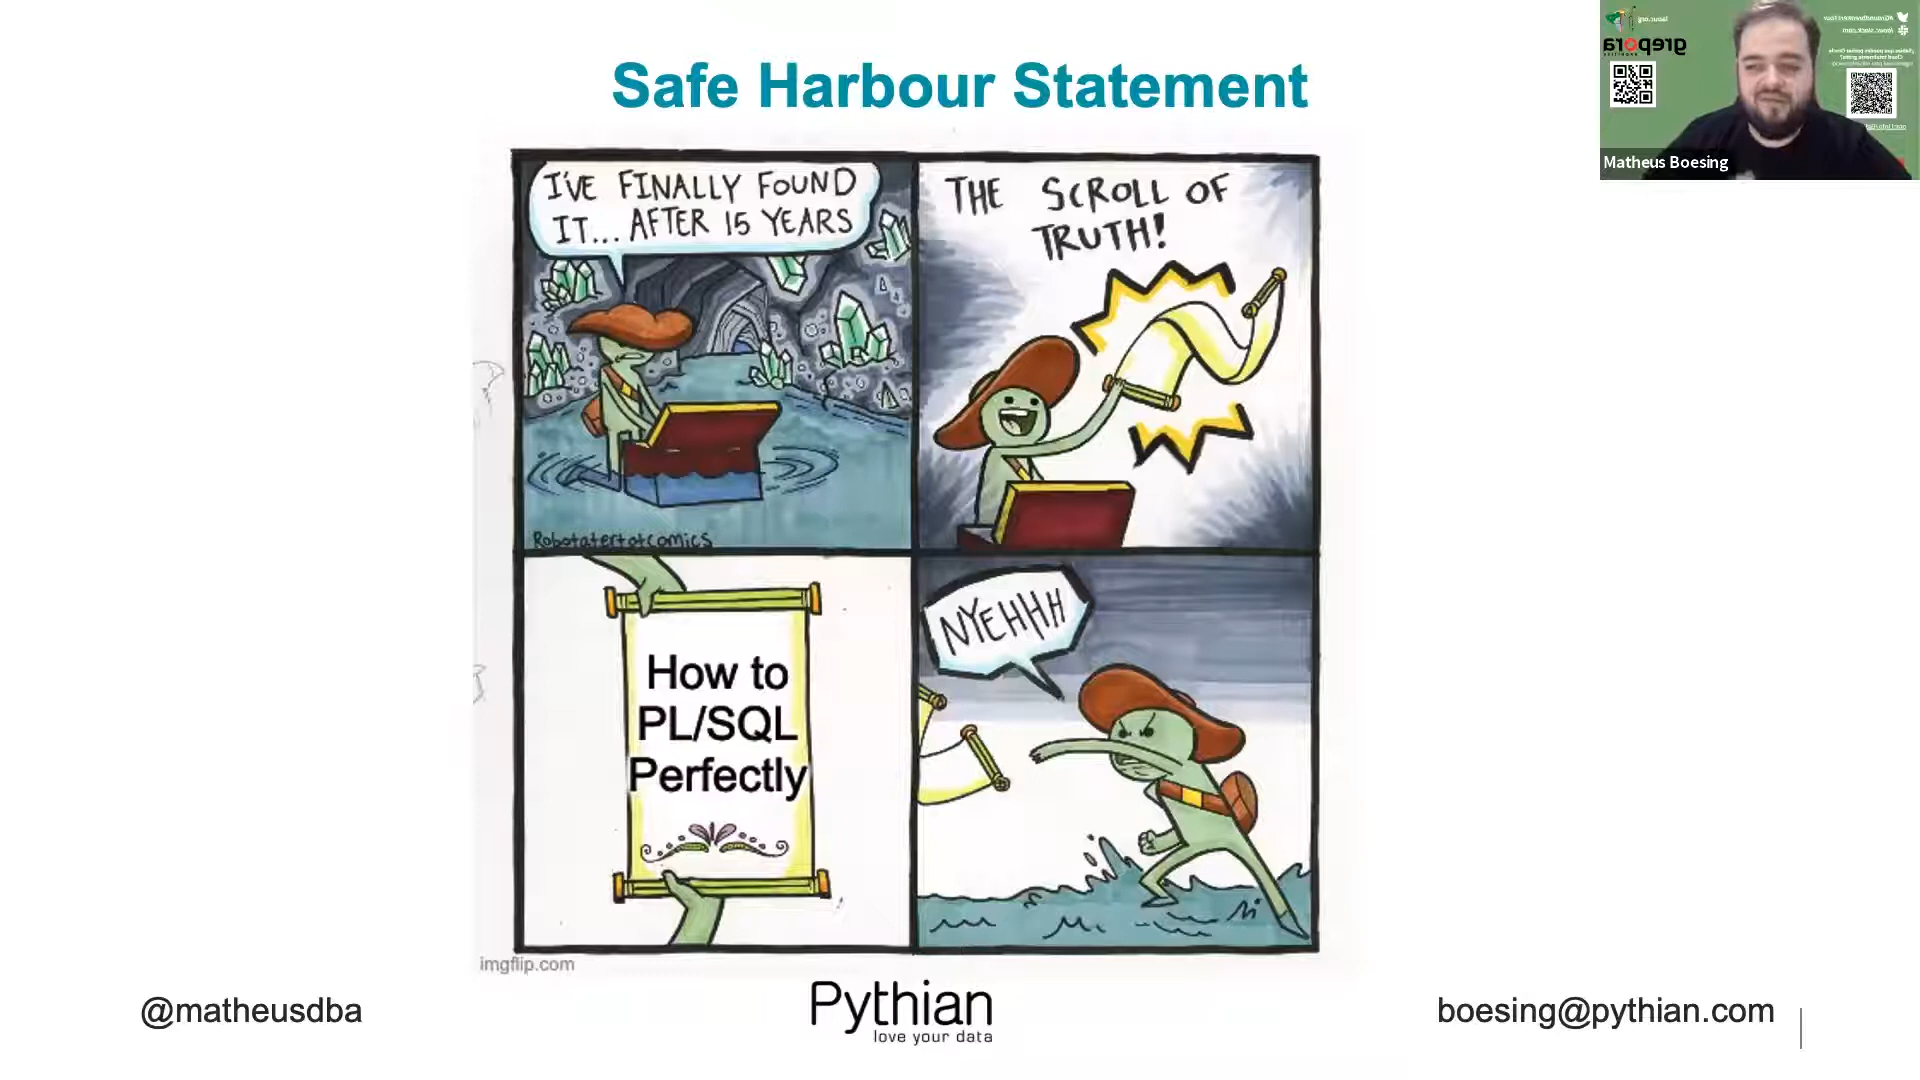 Safe Harbour Statement
I'VE FINALLY FOUND
IT... AFTER 15 YEARS
THE SCROLL OF
TRUTH!
Robotatertotcomics
How to
PL/SQL
Perfectly
NYEHHH
imgflip.com
@matheusdba
Pythian
love your data
boesing@pythian.com
grepora
Matheus Boesing